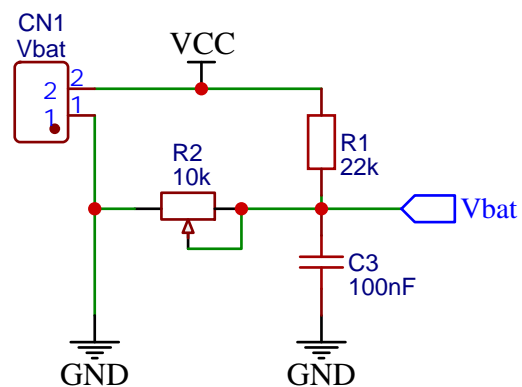 CN1
Vbat
VCC
2
2
1
1
R1
22k
R2
10k
Vbat
C3
100nF
GND
GND